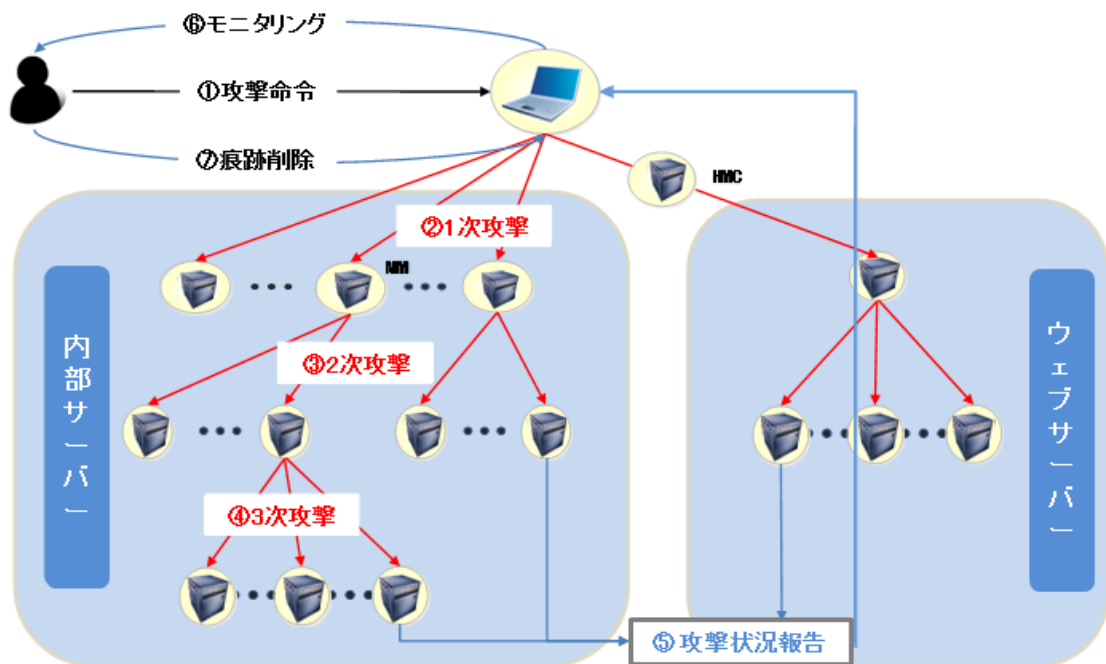 ⑥モニタリング
①攻撃命令
⑦痕跡削除
HMC
②1次攻撃
NM
③2次攻撃
④3次攻撃
⑤攻撃状況報告
内部サーバー
ウェブサーバー